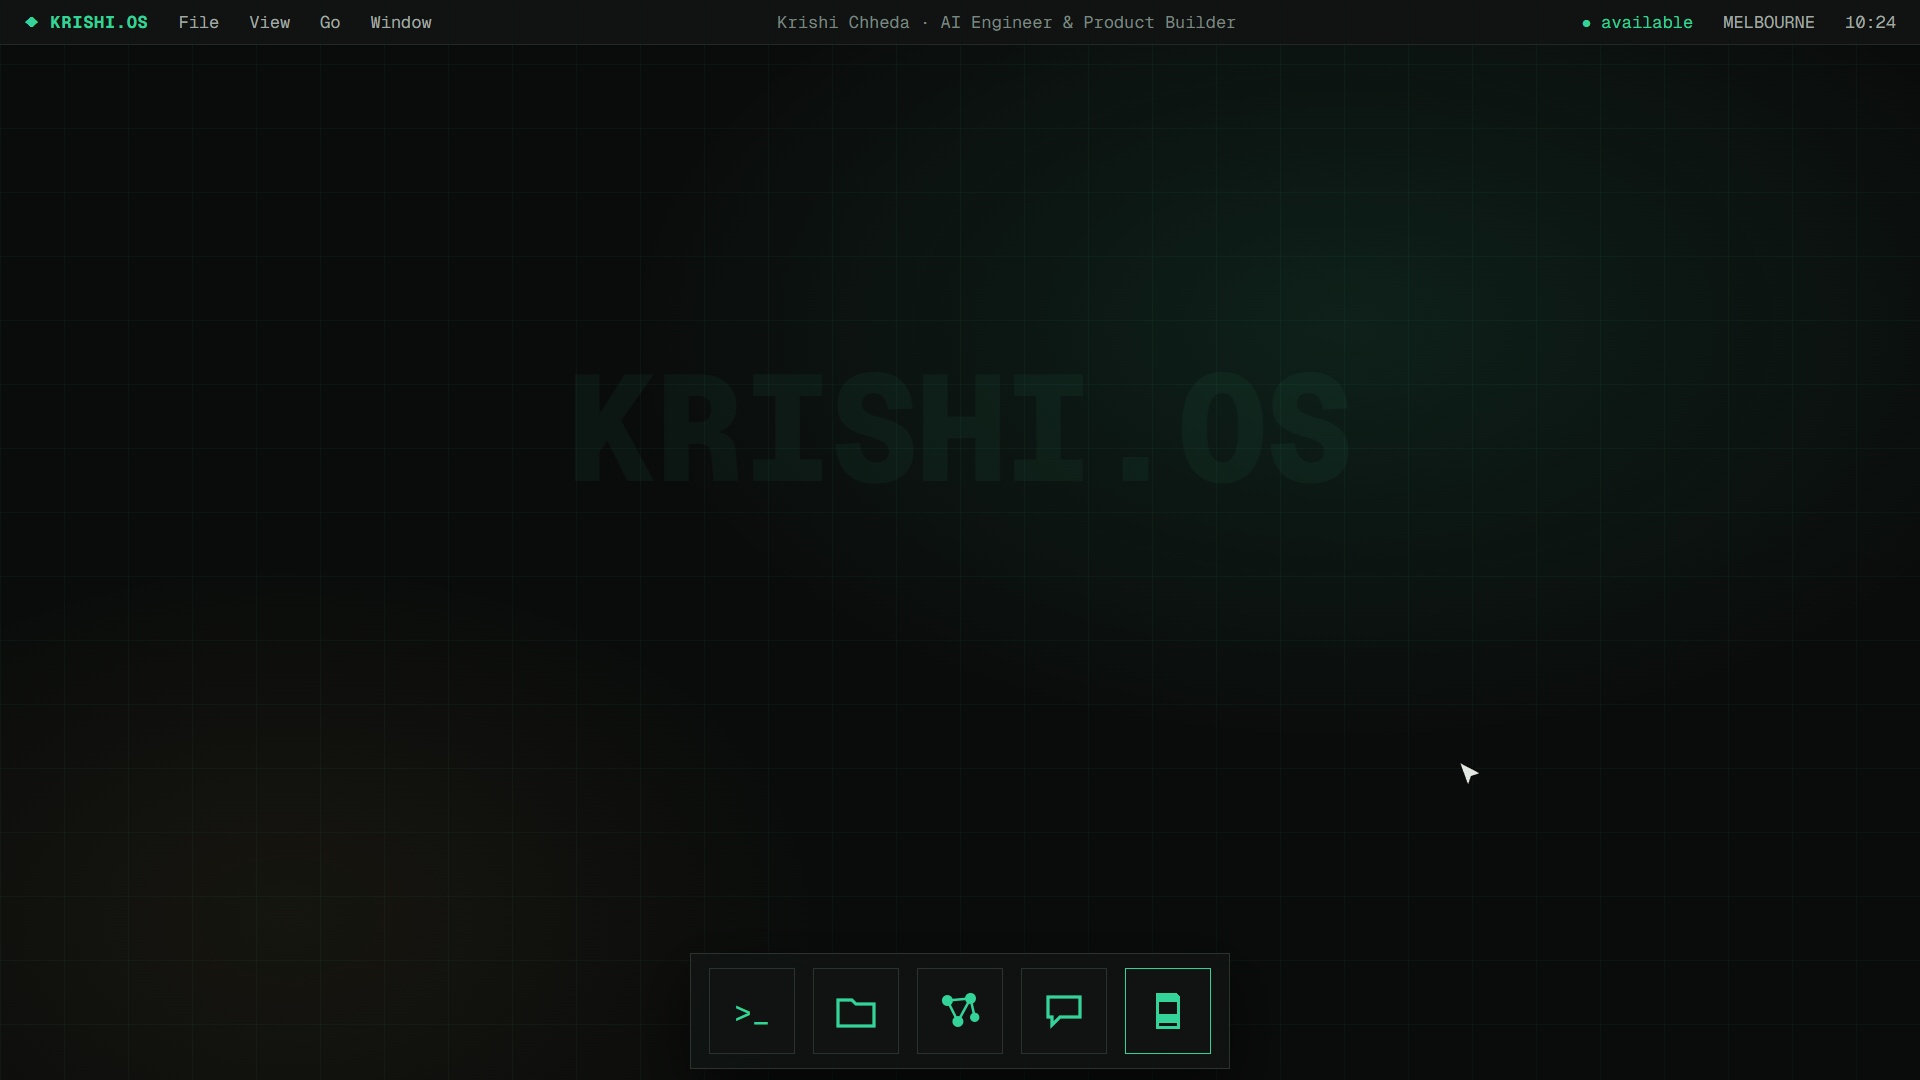 KRISHI.OS File View Go Window Krishi Chheda · AI Engineer & Product Builder ● available MELBOURNE 10:24
KRISHI.OS
>_